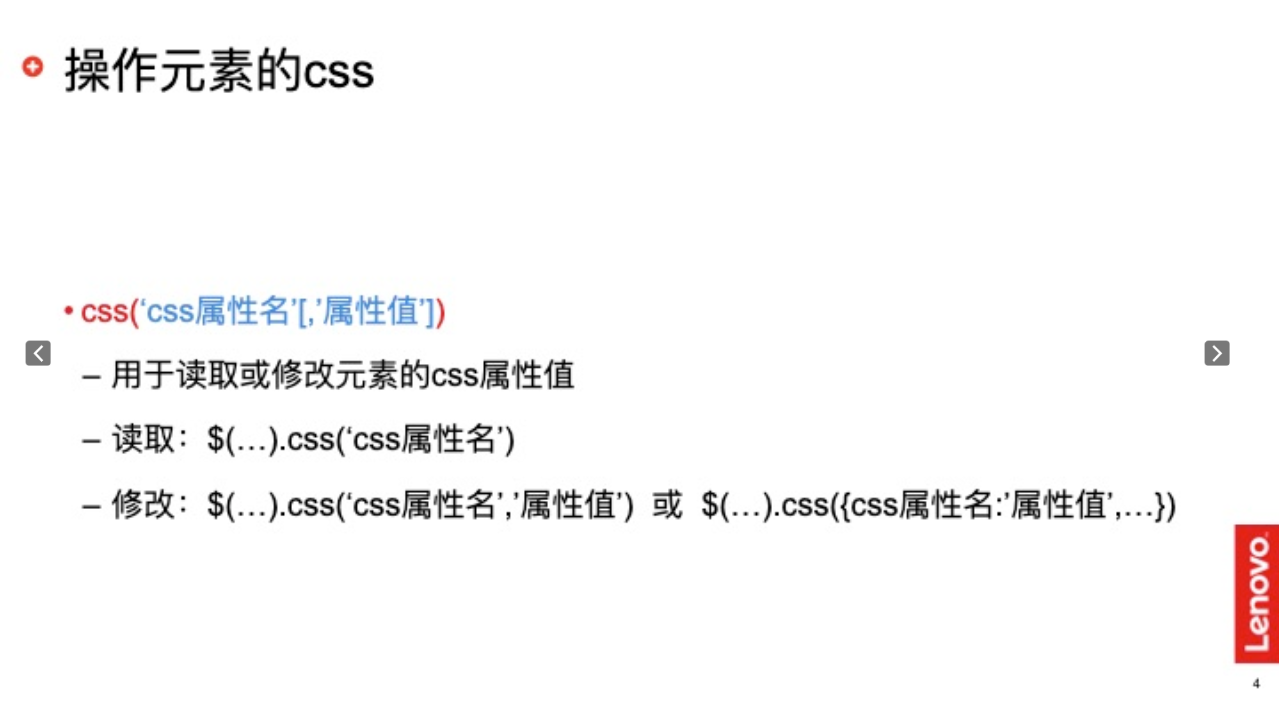 操作元素的css
• css(‘css属性名’[,’属性值’])
– 用于读取或修改元素的css属性值
– 读取：$(…).css(‘css属性名’)
– 修改：$(…).css(‘css属性名’,’属性值’) 或 $(…).css({css属性名:’属性值’,…})
Lenovo
4